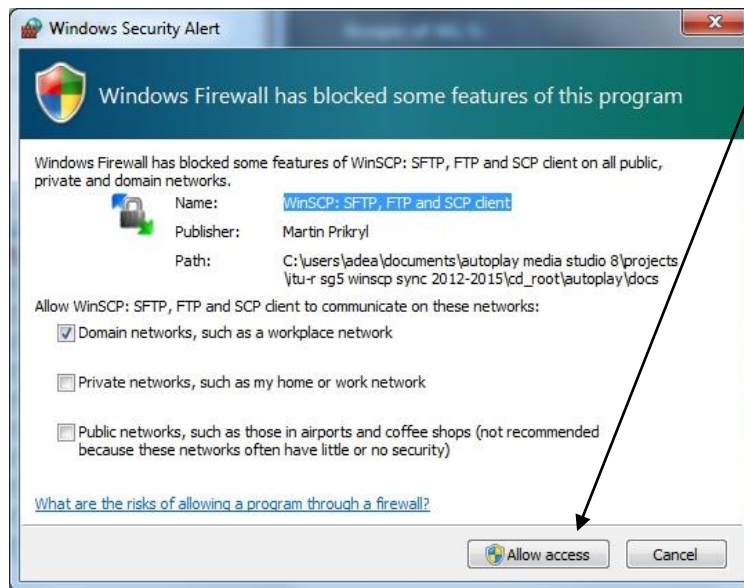 Windows Security Alert
Windows Firewall has blocked some features of this program
Windows Firewall has blocked some features of WinSCP: SFTP, FTP and SCP client on all public,
private and domain networks.
Name: WinSCP: SFTP, FTP and SCP client
Publisher: Martin Prikryl
Path: C:\users\adea\documents\autoplay media studio 8\projects
\itu-r sg5 winscp sync 2012-2015\cd_root\autoplay\docs
Allow WinSCP: SFTP, FTP and SCP client to communicate on these networks:
Domain networks, such as a workplace network
Private networks, such as my home or work network
Public networks, such as those in airports and coffee shops (not recommended
because these networks often have little or no security)
What are the risks of allowing a program through a firewall?
Allow access Cancel